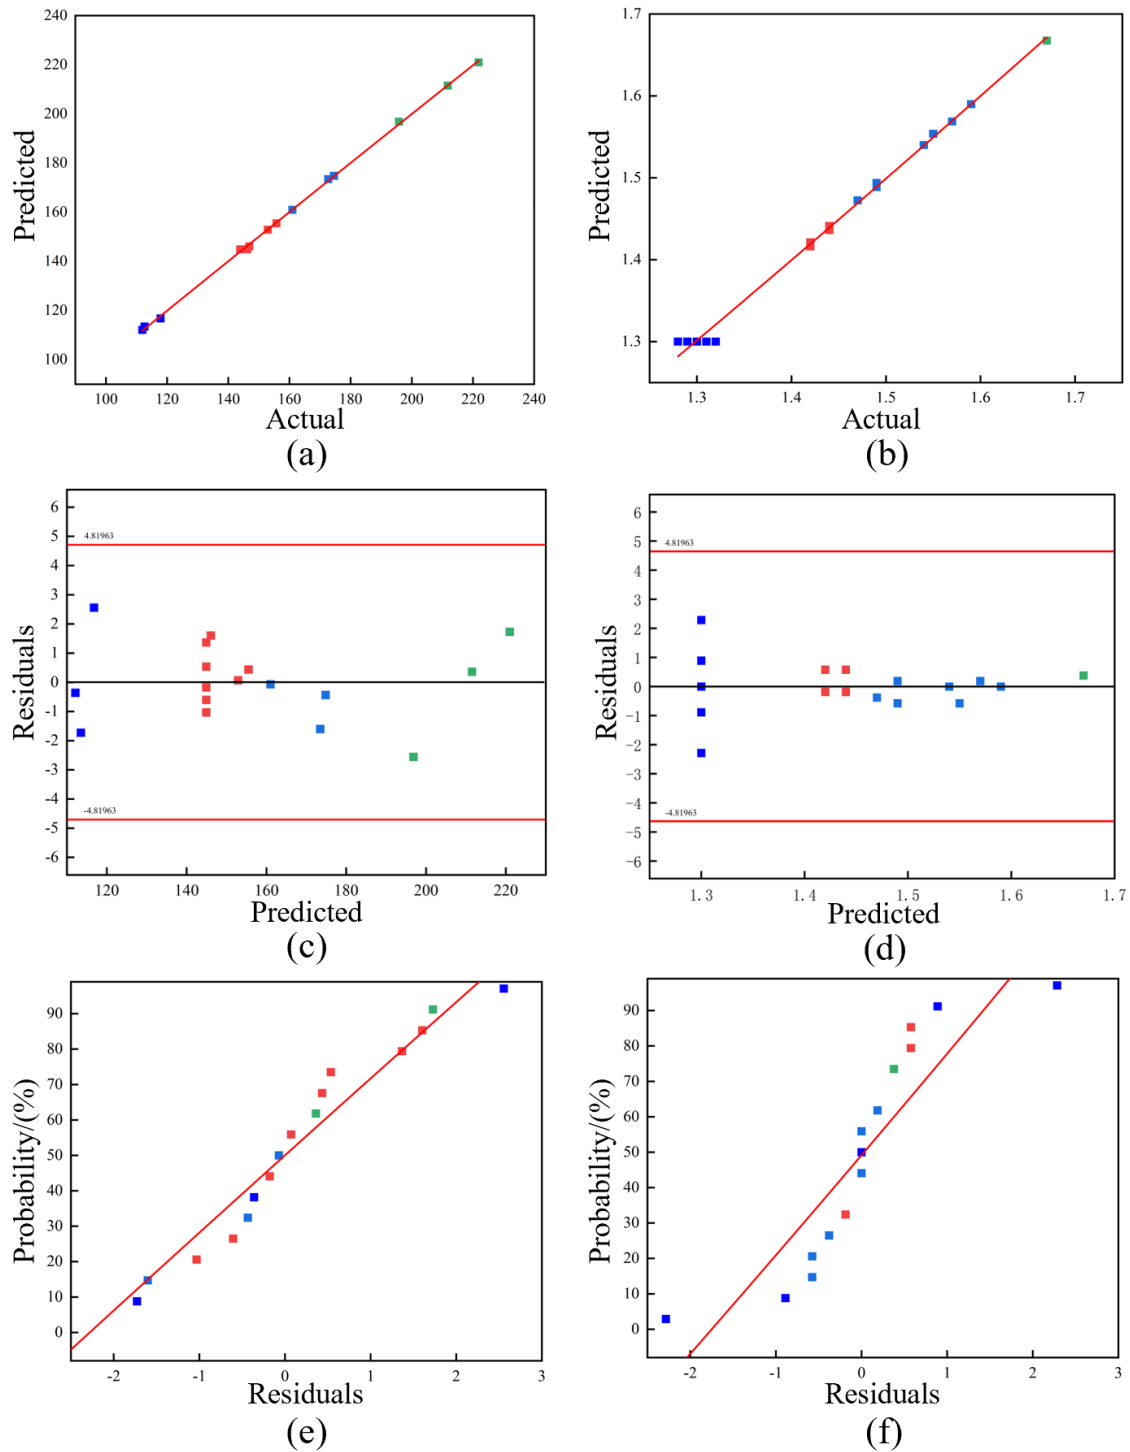 240
220
200
180
160
140
120
100
Predicted
100 120 140 160 180 200 220 240
Actual
(a)
1.7
1.6
1.5
1.4
1.3
Predicted
1.3 1.4 1.5 1.6 1.7
Actual
(b)
6
5
4
3
2
1
0
-1
-2
-3
-4
-5
-6
4.81963
-4.81963
Residuals
120 140 160 180 200 220
Predicted
(c)
6
5
4
3
2
1
0
-1
-2
-3
-4
-5
-6
4.81963
-4.81963
Residuals
1.3 1.4 1.5 1.6 1.7
Predicted
(d)
90
80
70
60
50
40
30
20
10
0
Probability/(%)
-2 -1 0 1 2 3
Residuals
(e)
90
80
70
60
50
40
30
20
10
0
Probability/(%)
-2 -1 0 1 2 3
Residuals
(f)